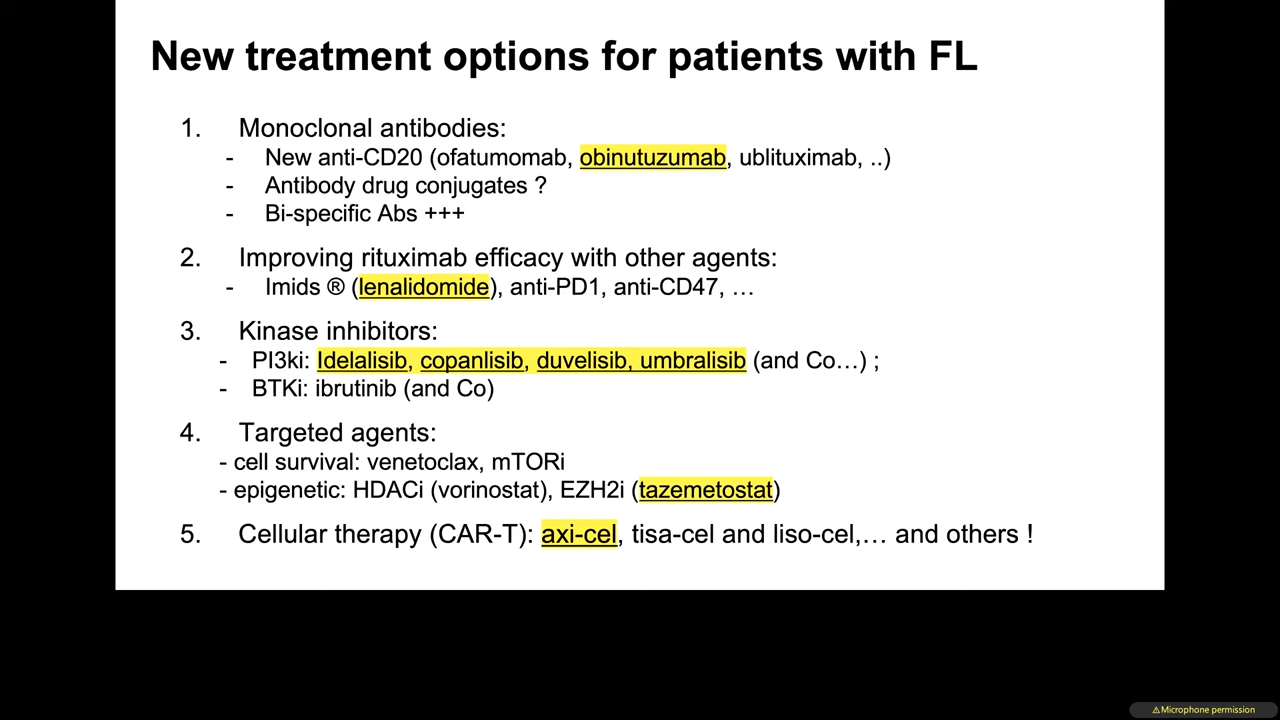 New treatment options for patients with FL
1. Monoclonal antibodies:
- New anti-CD20 (ofatumomab, obinutuzumab, ublituximab, ..)
- Antibody drug conjugates ?
- Bi-specific Abs +++
2. Improving rituximab efficacy with other agents:
- Imids ® (lenalidomide), anti-PD1, anti-CD47, …
3. Kinase inhibitors:
- PI3ki: Idelalisib, copanlisib, duvelisib, umbralisib (and Co…) ;
- BTKi: ibrutinib (and Co)
4. Targeted agents:
- cell survival: venetoclax, mTORi
- epigenetic: HDACi (vorinostat), EZH2i (tazemetostat)
5. Cellular therapy (CAR-T): axi-cel, tisa-cel and liso-cel,… and others !
⚠Microphone permission